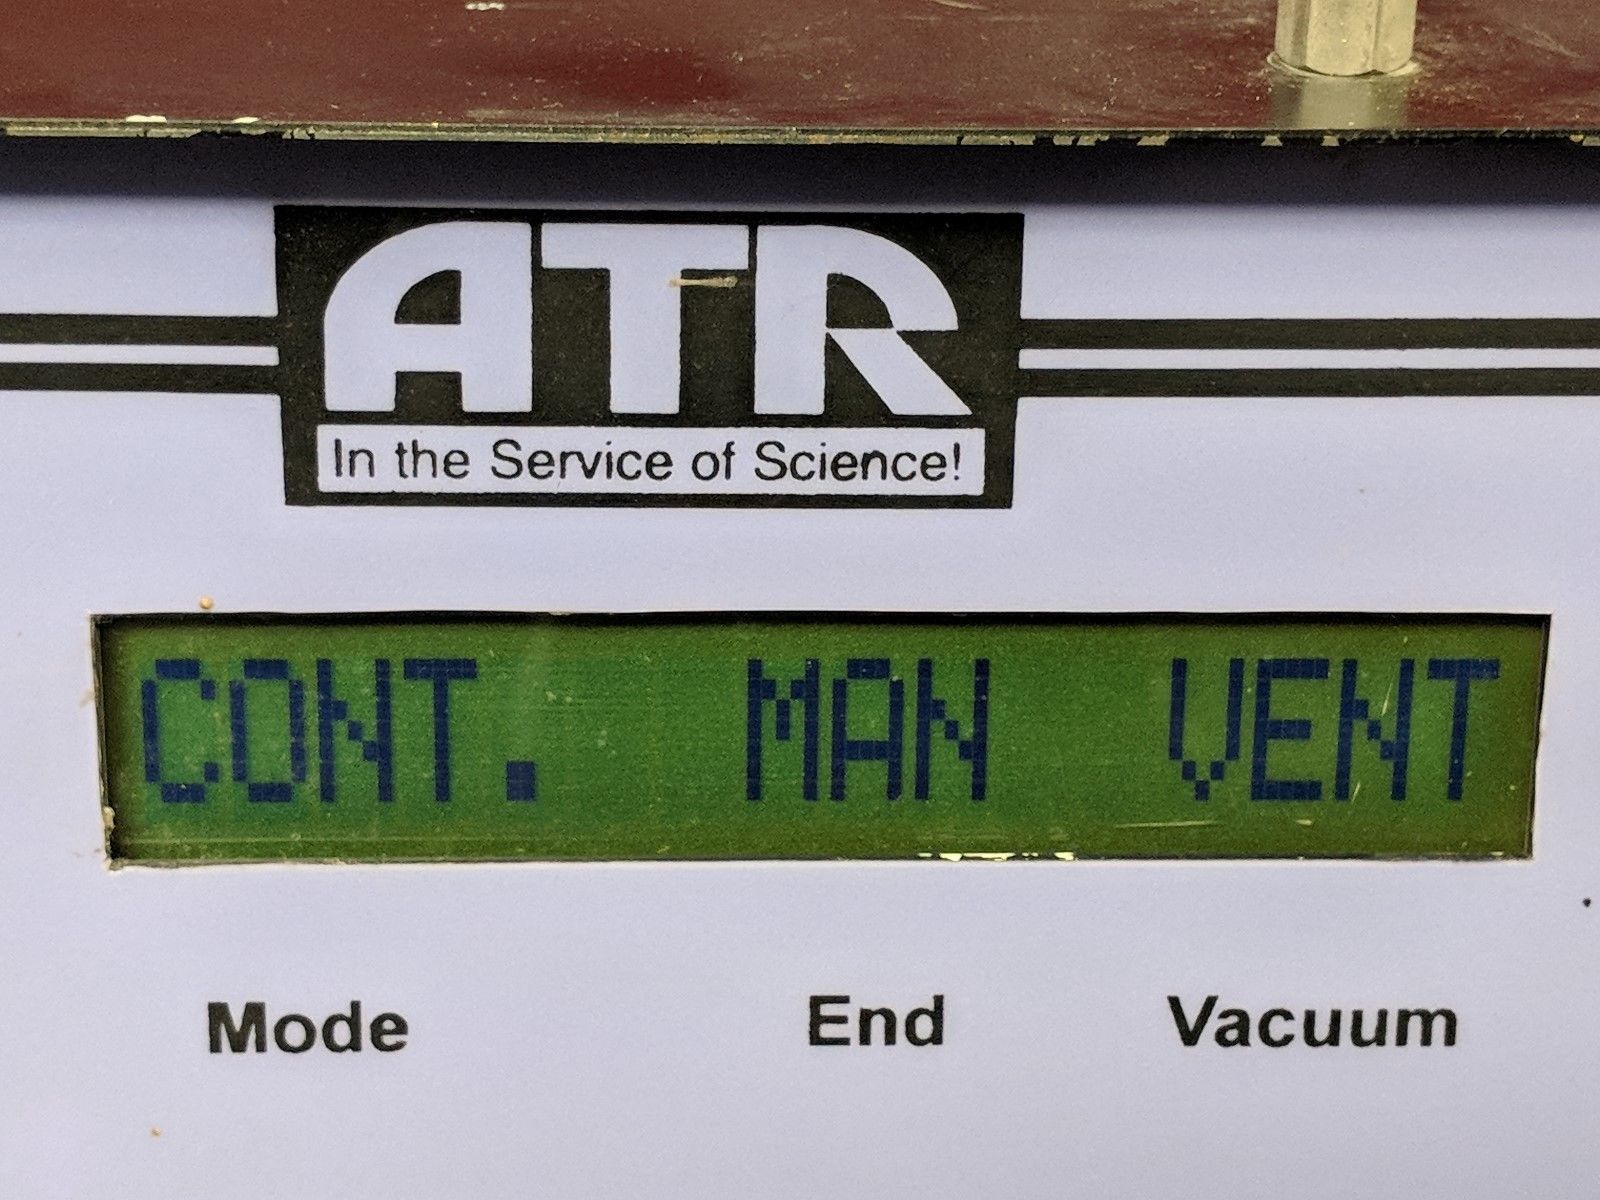 ATR
In the Service of Science!
CONT. MAN VENT
Mode End Vacuum